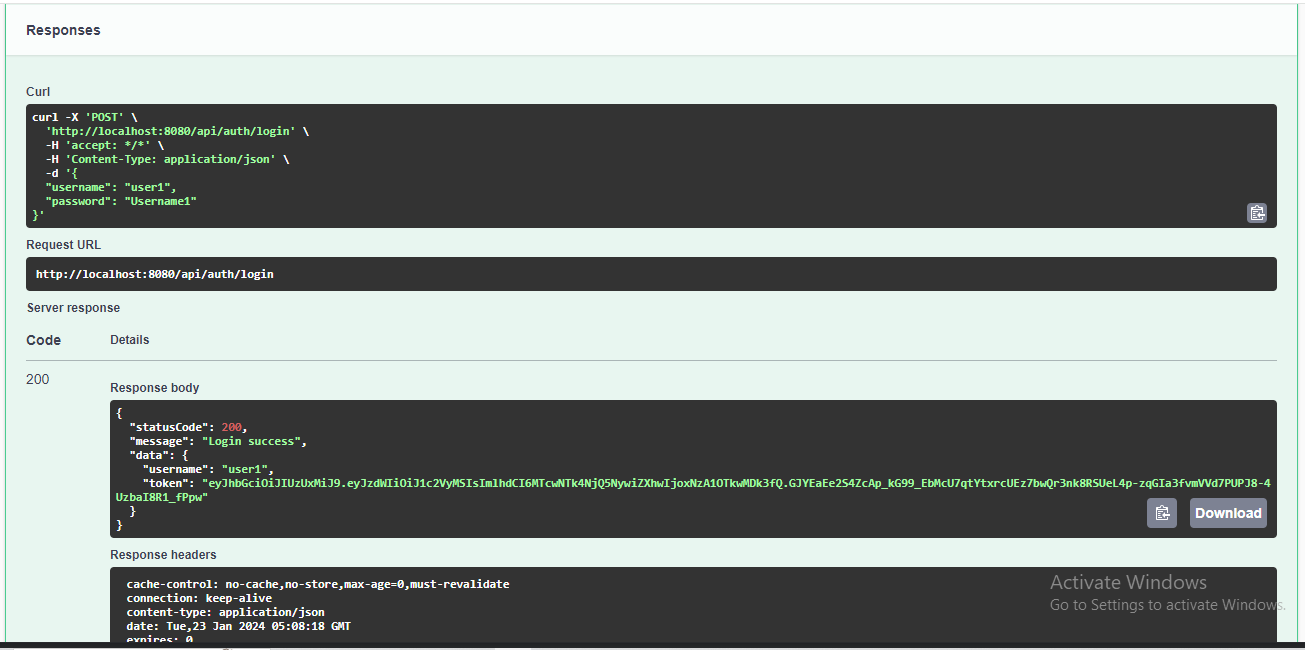 Responses
Curl
curl -X 'POST' \
'http://localhost:8080/api/auth/login' \
-H 'accept: */*' \
-H 'Content-Type: application/json' \
-d '{
"username": "user1",
"password": "Username1"
}'
Request URL
http://localhost:8080/api/auth/login
Server response
Code Details
200
Response body
{
"statusCode": 200,
"message": "Login success",
"data": {
"username": "user1",
"token": "eyJhbGciOiJIUzUxMiJ9.eyJzdWIiOiJ1c2VyMSIsImlhdCI6MTcwNTk4NjQ5NywiZXhwIjoxNzA1OTkwMDk3fQ.GJYEaEe2S4ZcAp_kG99_EbMcU7qtYtxrcUEz7bwQr3nk8RSUeL4p-zqGIa3fvmVVd7PUPJ8-4
UzbaI8R1_fPpw"
}
}
Download
Response headers
cache-control: no-cache,no-store,max-age=0,must-revalidate
connection: keep-alive
content-type: application/json
date: Tue,23 Jan 2024 05:08:18 GMT
expires: 0
Activate Windows
Go to Settings to activate Windows.